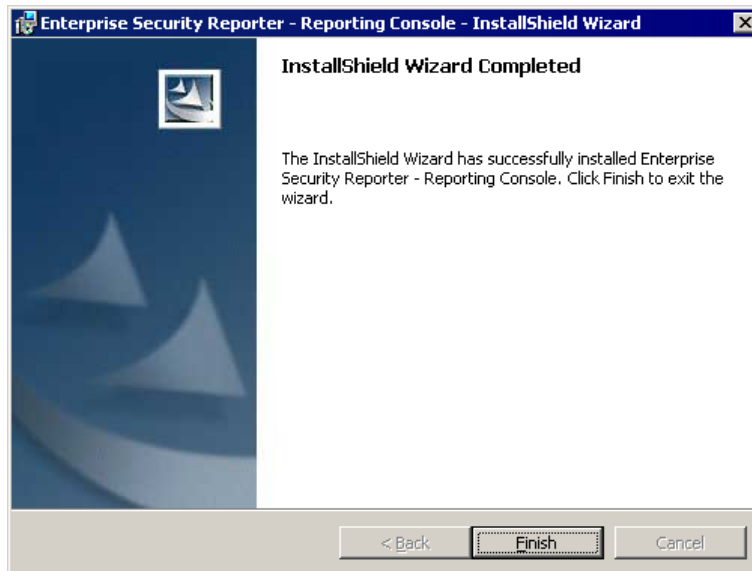 Enterprise Security Reporter - Reporting Console - InstallShield Wizard
InstallShield Wizard Completed
The InstallShield Wizard has successfully installed Enterprise
Security Reporter - Reporting Console. Click Finish to exit the
wizard.
< Back
Finish
Cancel